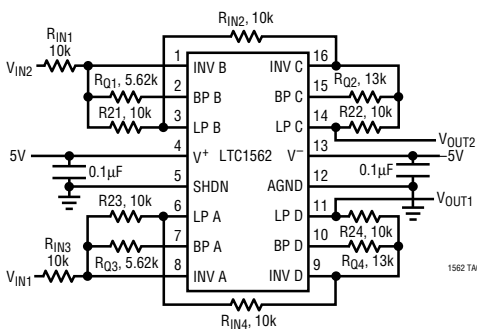 R_IN2, 10k
R_IN1
10k
V_IN2
1 INV B INV C 16
R_Q1, 5.62k R_Q2, 13k
2 BP B BP C 15
R21, 10k R22, 10k
3 LP B LP C 14
V_OUT2
5V 4 V+ LTC1562 V– 13 –5V
0.1µF 0.1µF
5 SHDN AGND 12
R23, 10k
6 LP A LP D 11 V_OUT1
R_IN3
10k
7 BP A BP D 10 R24, 10k
R_Q3, 5.62k R_Q4, 13k
V_IN1 8 INV A INV D 9
1562 TA
R_IN4, 10k